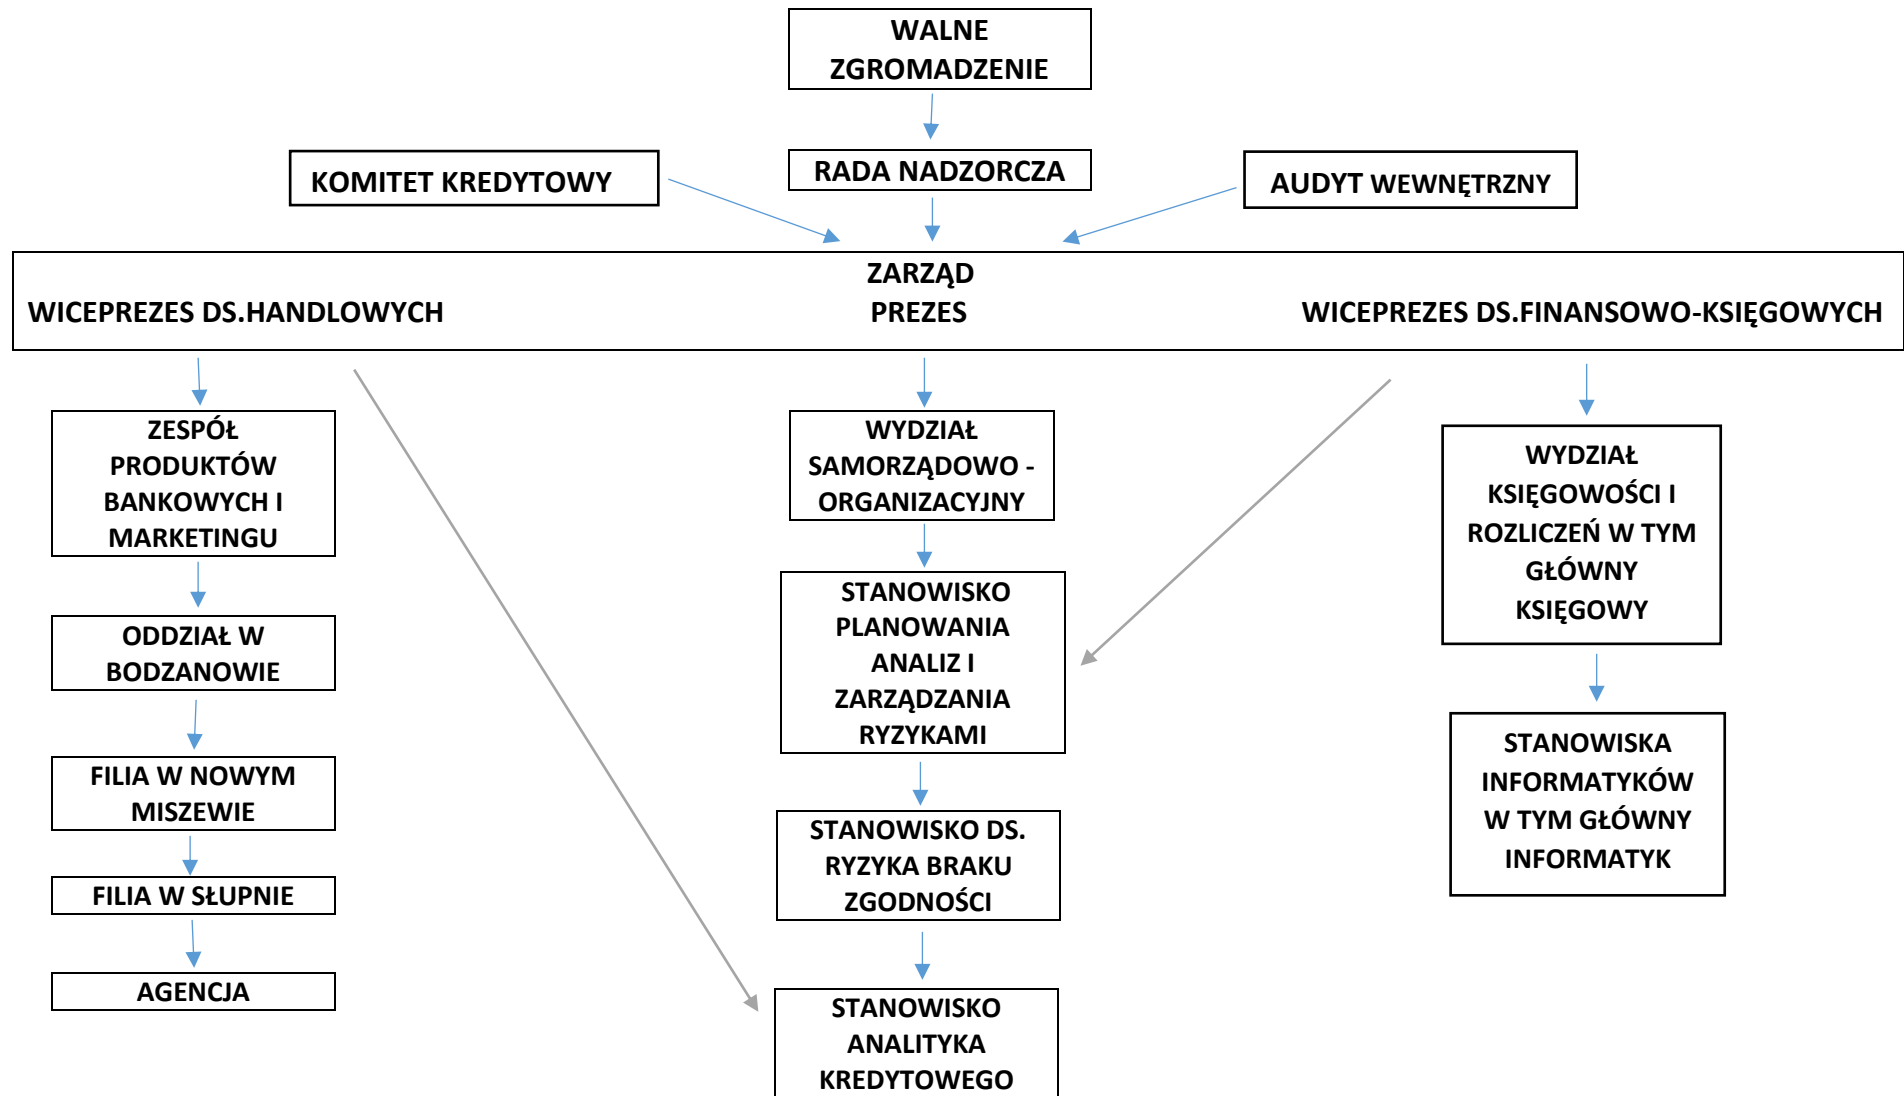 WALNE
ZGROMADZENIE
KOMITET KREDYTOWY
RADA NADZORCZA
AUDYT WEWNĘTRZNY
ZARZĄD
WICEPREZES DS.HANDLOWYCH PREZES WICEPREZES DS.FINANSOWO-KSIĘGOWYCH
ZESPÓŁ
PRODUKTÓW
BANKOWYCH I
MARKETINGU
ODDZIAŁ W
BODZANOWIE
FILIA W NOWYM
MISZEWIE
FILIA W SŁUPNIE
AGENCJA
WYDZIAŁ
SAMORZĄDOWO -
ORGANIZACYJNY
STANOWISKO
PLANOWANIA
ANALIZ I
ZARZĄDZANIA
RYZYKAMI
STANOWISKO DS.
RYZYKA BRAKU
ZGODNOŚCI
STANOWISKO
ANALITYKA
KREDYTOWEGO
WYDZIAŁ
KSIĘGOWOŚCI I
ROZLICZEŃ W TYM
GŁÓWNY
KSIĘGOWY
STANOWISKA
INFORMATYKÓW
W TYM GŁÓWNY
INFORMATYK